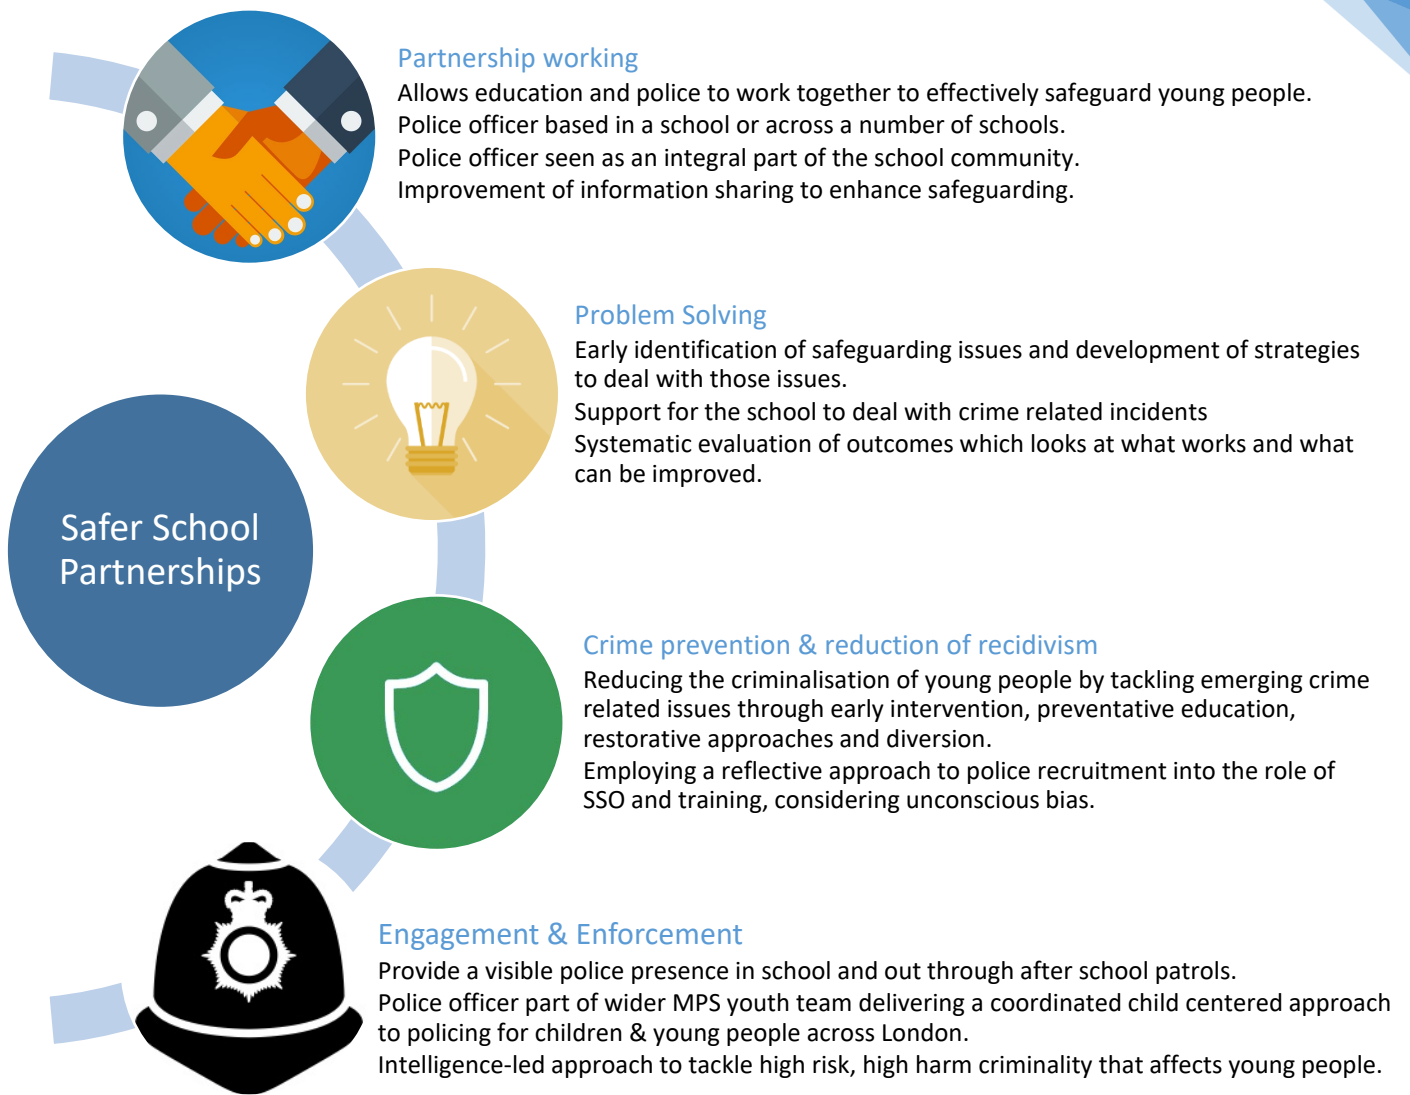 Partnership working
Allows education and police to work together to effectively safeguard young people.
Police officer based in a school or across a number of schools.
Police officer seen as an integral part of the school community.
Improvement of information sharing to enhance safeguarding.
Problem Solving
Early identification of safeguarding issues and development of strategies
to deal with those issues.
Support for the school to deal with crime related incidents
Systematic evaluation of outcomes which looks at what works and what
can be improved.
Safer School
Partnerships
Crime prevention & reduction of recidivism
Reducing the criminalisation of young people by tackling emerging crime
related issues through early intervention, preventative education,
restorative approaches and diversion.
Employing a reflective approach to police recruitment into the role of
SSO and training, considering unconscious bias.
Engagement & Enforcement
Provide a visible police presence in school and out through after school patrols.
Police officer part of wider MPS youth team delivering a coordinated child centered approach
to policing for children & young people across London.
Intelligence-led approach to tackle high risk, high harm criminality that affects young people.